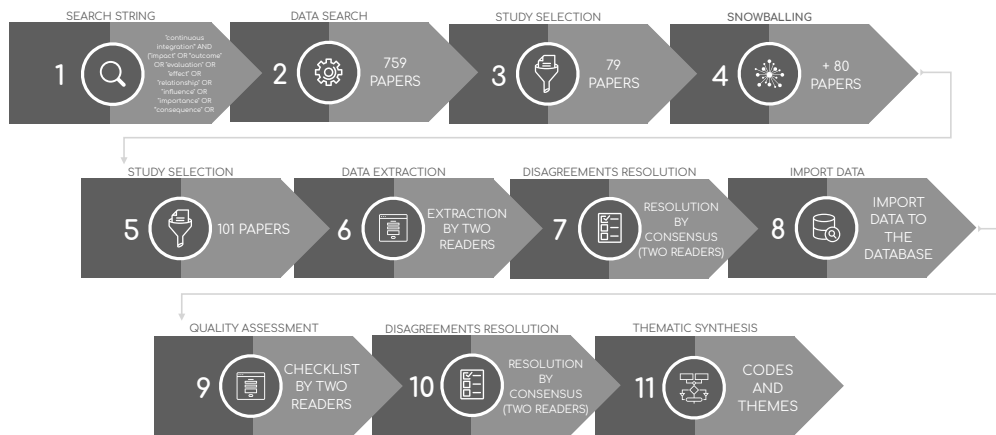 SEARCH STRING
1
"continuous
integration" AND
("impact" OR "outcome"
OR "evaluation" OR
"effect" OR
"relationship" OR
"influence" OR
"importance" OR
"consequence" OR
DATA SEARCH
2
759
PAPERS
STUDY SELECTION
3
79
PAPERS
SNOWBALLING
4
+ 80
PAPERS
STUDY SELECTION
5
101 PAPERS
DATA EXTRACTION
6
EXTRACTION
BY TWO
READERS
DISAGREEMENTS RESOLUTION
7
RESOLUTION
BY
CONSENSUS
(TWO READERS)
IMPORT DATA
8
IMPORT
DATA TO
THE
DATABASE
QUALITY ASSESSMENT
9
CHECKLIST
BY TWO
READERS
DISAGREEMENTS RESOLUTION
10
RESOLUTION
BY
CONSENSUS
(TWO READERS)
THEMATIC SYNTHESIS
11
CODES
AND
THEMES